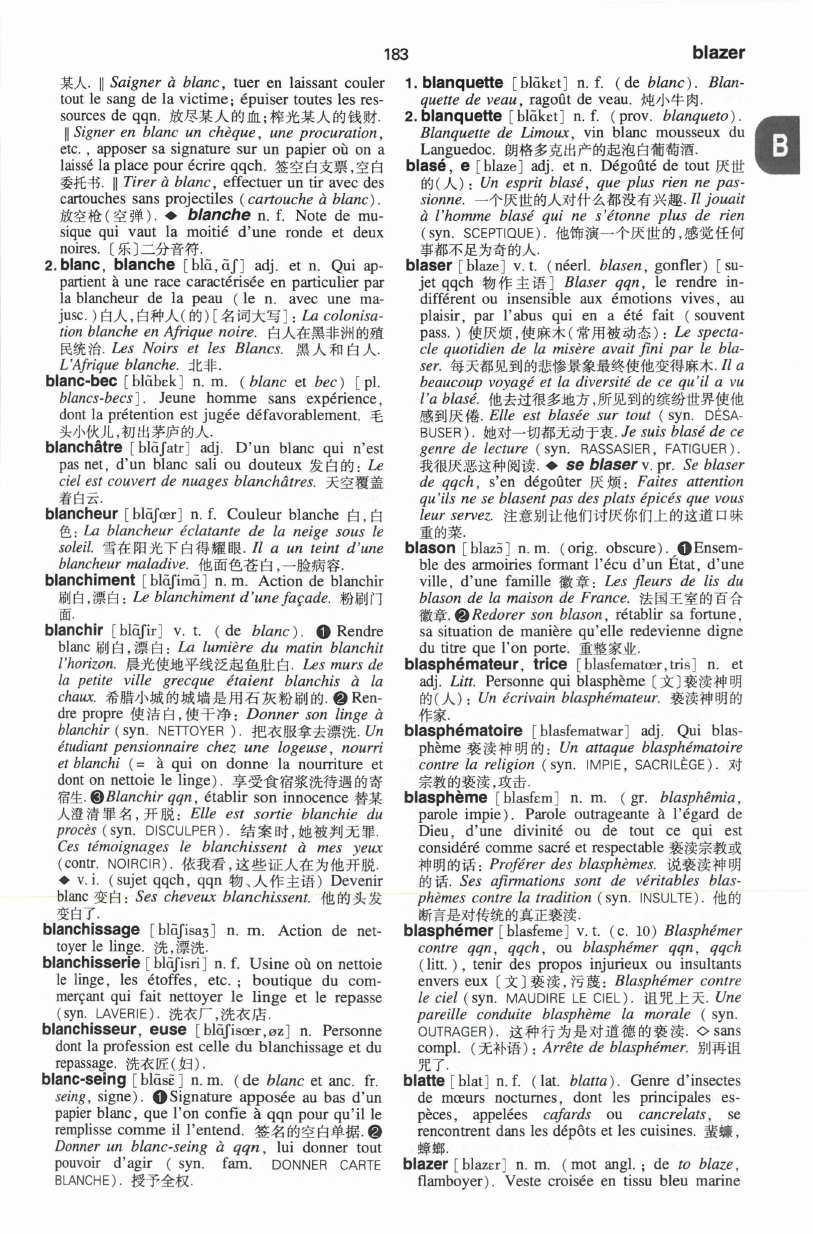 183
blazer
某人. ‖ Saigner à blanc, tuer en laissant couler
tout le sang de la victime; épuiser toutes les res-
sources de qqn. 放尽某人的血;榨光某人的钱财.
‖ Signer en blanc un chèque, une procuration,
etc., apposer sa signature sur un papier où on a
laissé la place pour écrire qqch. 签空白支票,空白
委托书. ‖ Tirer à blanc, effectuer un tir avec des
cartouches sans projectiles (cartouche à blanc).
放空枪(空弹). ◆ blanche n. f. Note de mu-
sique qui vaut la moitié d'une ronde et deux
noires. 〔乐〕二分音符.
2. blanc, blanche [blɑ̃, ɑ̃ʃ] adj. et n. Qui ap-
partient à une race caractérisée en particulier par
la blancheur de la peau (le n. avec une ma-
jusc.)白人,白种人(的)[名词大写]: La colonisa-
tion blanche en Afrique noire. 白人在黑非洲的殖
民统治. Les Noirs et les Blancs. 黑人和白人.
L'Afrique blanche. 北非.
blanc-bec [blɑ̃bɛk] n. m. (blanc et bec) [pl.
blancs-becs]. Jeune homme sans expérience,
dont la prétention est jugée défavorablement. 毛
头小伙儿,初出茅庐的人.
blanchâtre [blɑ̃ʃatr] adj. D'un blanc qui n'est
pas net, d'un blanc sali ou douteux 发白的: Le
ciel est couvert de nuages blanchâtres. 天空覆盖
着白云.
blancheur [blɑ̃ʃœr] n. f. Couleur blanche 白,白
色: La blancheur éclatante de la neige sous le
soleil. 雪在阳光下白得耀眼. Il a un teint d'une
blancheur maladive. 他面色苍白,一脸病容.
blanchiment [blɑ̃ʃimɑ̃] n. m. Action de blanchir
刷白,漂白: Le blanchiment d'une façade. 粉刷门
面.
blanchir [blɑ̃ʃir] v. t. (de blanc). ❶ Rendre
blanc 刷白,漂白: La lumière du matin blanchit
l'horizon. 晨光使地平线泛起鱼肚白. Les murs de
la petite ville grecque étaient blanchis à la
chaux. 希腊小城的城墙是用石灰粉刷的. ❷ Ren-
dre propre 使洁白,使干净: Donner son linge à
blanchir (syn. NETTOYER). 把衣服拿去漂洗. Un
étudiant pensionnaire chez une logeuse, nourri
et blanchi (= à qui on donne la nourriture et
dont on nettoie le linge). 享受食宿浆洗待遇的寄
宿生. ❸ Blanchir qqn, établir son innocence 替某
人澄清罪名,开脱: Elle est sortie blanchie du
procès (syn. DISCULPER). 结案时,她被判无罪.
Ces témoignages le blanchissent à mes yeux
(contr. NOIRCIR). 依我看,这些证人在为他开脱.
◆ v. i. (sujet qqch, qqn 物、人作主语) Devenir
blanc 变白: Ses cheveux blanchissent. 他的头发
变白了.
blanchissage [blɑ̃ʃisaʒ] n. m. Action de net-
toyer le linge. 洗,漂洗.
blanchisserie [blɑ̃ʃisri] n. f. Usine où on nettoie
le linge, les étoffes, etc.; boutique du com-
merçant qui fait nettoyer le linge et le repasse
(syn. LAVERIE). 洗衣厂,洗衣店.
blanchisseur, euse [blɑ̃ʃisœr, øz] n. Personne
dont la profession est celle du blanchissage et du
repassage. 洗衣匠(妇).
blanc-seing [blɑ̃sɛ̃] n. m. (de blanc et anc. fr.
seing, signe). ❶ Signature apposée au bas d'un
papier blanc, que l'on confie à qqn pour qu'il le
remplisse comme il l'entend. 签名的空白单据. ❷
Donner un blanc-seing à qqn, lui donner tout
pouvoir d'agir (syn. fam. DONNER CARTE
BLANCHE). 授予全权.
1. blanquette [blɑ̃kɛt] n. f. (de blanc). Blan-
quette de veau, ragoût de veau. 炖小牛肉.
2. blanquette [blɑ̃kɛt] n. f. (prov. blanqueto).
Blanquette de Limoux, vin blanc mousseux du
Languedoc. 朗格多克出产的起泡白葡萄酒.
blasé, e [blaze] adj. et n. Dégoûté de tout 厌世
的(人): Un esprit blasé, que plus rien ne pas-
sionne. 一个厌世的人对什么都没有兴趣. Il jouait
à l'homme blasé qui ne s'étonne plus de rien
(syn. SCEPTIQUE). 他饰演一个厌世的,感觉任何
事都不足为奇的人.
blaser [blaze] v. t. (néerl. blasen, gonfler) [su-
jet qqch 物作主语] Blaser qqn, le rendre in-
différent ou insensible aux émotions vives, au
plaisir, par l'abus qui en a été fait (souvent
pass.) 使厌烦,使麻木(常用被动态): Le specta-
cle quotidien de la misère avait fini par le bla-
ser. 每天都见到的悲惨景象最终使他变得麻木. Il a
beaucoup voyagé et la diversité de ce qu'il a vu
l'a blasé. 他去过很多地方,所见到的缤纷世界使他
感到厌倦. Elle est blasée sur tout (syn. DÉSA-
BUSER). 她对一切都无动于衷. Je suis blasé de ce
genre de lecture (syn. RASSASIER, FATIGUER).
我很厌恶这种阅读. ◆ se blaser v. pr. Se blaser
de qqch, s'en dégoûter 厌烦: Faites attention
qu'ils ne se blasent pas des plats épicés que vous
leur servez. 注意别让他们讨厌你们上的这道口味
重的菜.
blason [blazɔ̃] n. m. (orig. obscure). ❶ Ensem-
ble des armoiries formant l'écu d'un État, d'une
ville, d'une famille 徽章: Les fleurs de lis du
blason de la maison de France. 法国王室的百合
徽章. ❷ Redorer son blason, rétablir sa fortune,
sa situation de manière qu'elle redevienne digne
du titre que l'on porte. 重整家业.
blasphémateur, trice [blasfematœr, tris] n. et
adj. Litt. Personne qui blasphème〔文〕亵渎神明
的(人): Un écrivain blasphémateur. 亵渎神明的
作家.
blasphématoire [blasfematwar] adj. Qui blas-
phème 亵渎神明的: Un attaque blasphématoire
contre la religion (syn. IMPIE, SACRILÈGE). 对
宗教的亵渎,攻击.
blasphème [blasfɛm] n. m. (gr. blasphêmia,
parole impie). Parole outrageante à l'égard de
Dieu, d'une divinité ou de tout ce qui est
considéré comme sacré et respectable 亵渎宗教或
神明的话: Proférer des blasphèmes. 说亵渎神明
的话. Ses afirmations sont de véritables blas-
phèmes contre la tradition (syn. INSULTE). 他的
断言是对传统的真正亵渎.
blasphémer [blasfeme] v. t. (c. 10) Blasphémer
contre qqn, qqch, ou blasphémer qqn, qqch
(litt.), tenir des propos injurieux ou insultants
envers eux〔文〕亵渎,污蔑: Blasphémer contre
le ciel (syn. MAUDIRE LE CIEL). 诅咒上天. Une
pareille conduite blasphème la morale (syn.
OUTRAGER). 这种行为是对道德的亵渎. ◇ sans
compl. (无补语): Arrête de blasphémer. 别再诅
咒了.
blatte [blat] n. f. (lat. blatta). Genre d'insectes
de mœurs nocturnes, dont les principales es-
pèces, appelées cafards ou cancrelats, se
rencontrent dans les dépôts et les cuisines. 蜚蠊,
蟑螂.
blazer [blazɛr] n. m. (mot angl.; de to blaze,
flamboyer). Veste croisée en tissu bleu marine
B